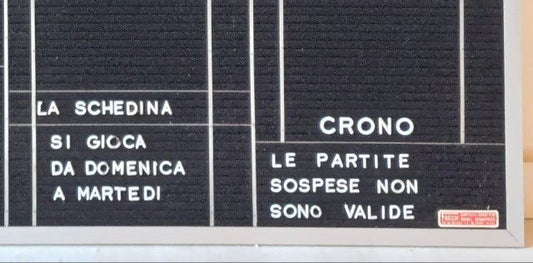 LA SCHEDINA
SI GIOCA
DA DOMENICA
A MARTEDI
CRONO
LE PARTITE
SOSPESE NON
SONO VALIDE